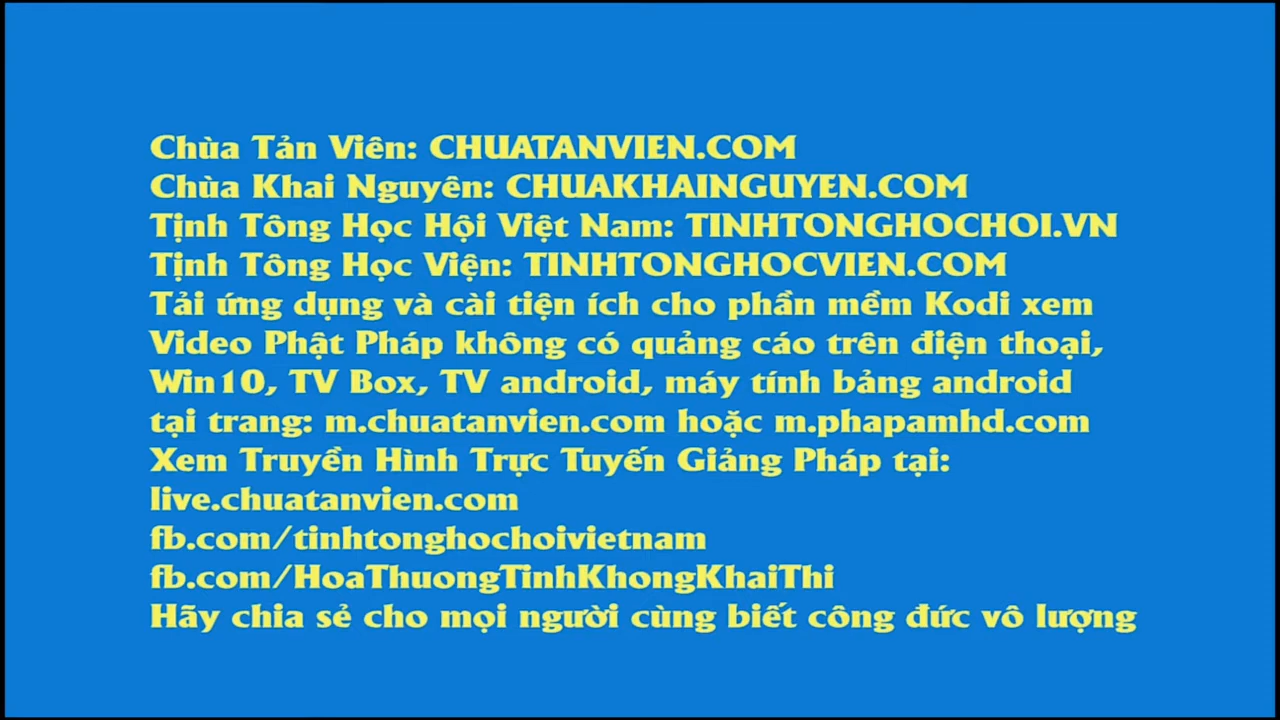 Chùa Tản Viên: CHUATANVIEN.COM
Chùa Khai Nguyên: CHUAKHAINGUYEN.COM
Tịnh Tông Học Hội Việt Nam: TINHTONGHOCHOI.VN
Tịnh Tông Học Viện: TINHTONGHOCVIEN.COM
Tải ứng dụng và cài tiện ích cho phần mềm Kodi xem
Video Phật Pháp không có quảng cáo trên điện thoại,
Win10, TV Box, TV android, máy tính bảng android
tại trang: m.chuatanvien.com hoặc m.phapamhd.com
Xem Truyền Hình Trực Tuyến Giảng Pháp tại:
live.chuatanvien.com
fb.com/tinhtonghochoivietnam
fb.com/HoaThuongTinhKhongKhaiThi
Hãy chia sẻ cho mọi người cùng biết công đức vô lượng